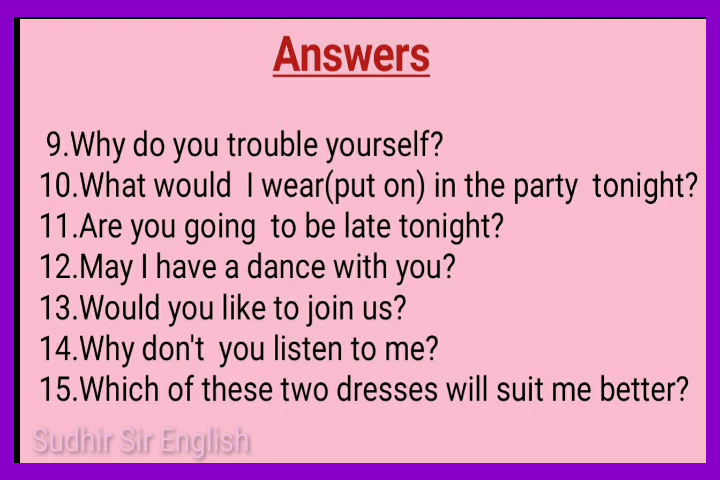 Answers
9.Why do you trouble yourself?
10.What would I wear(put on) in the party tonight?
11.Are you going to be late tonight?
12.May I have a dance with you?
13.Would you like to join us?
14.Why don't you listen to me?
15.Which of these two dresses will suit me better?
Sudhir Sir English